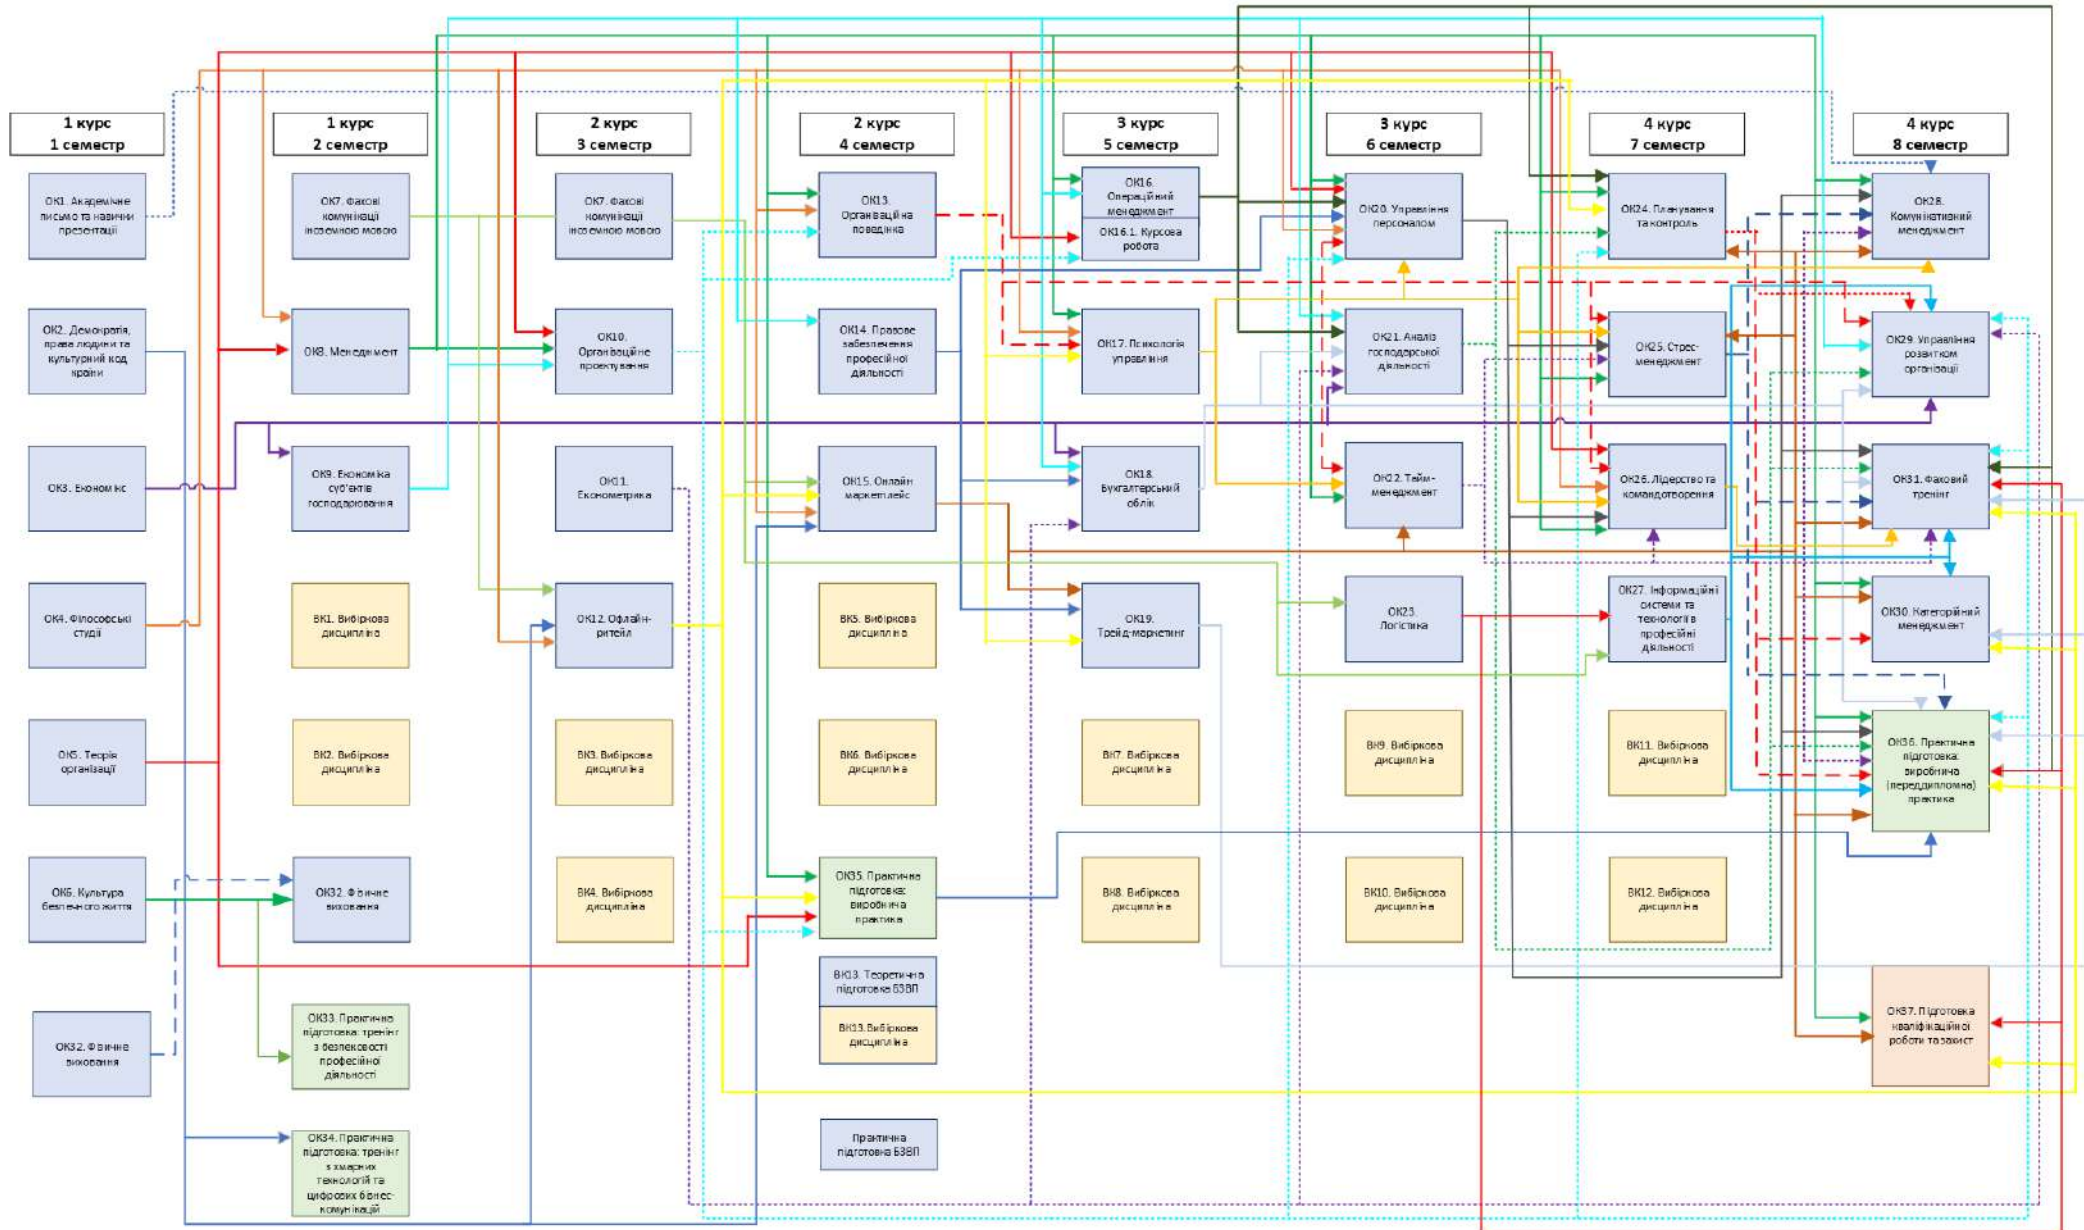 1 курс
1 семестр
1 курс
2 семестр
2 курс
3 семестр
2 курс
4 семестр
3 курс
5 семестр
3 курс
6 семестр
4 курс
7 семестр
4 курс
8 семестр
ОК1. Академічне
письмо та навички
презентації
ОК7. Фахові
комунікації
іноземною мовою
ОК7. Фахові
комунікації
іноземною мовою
ОК13.
Організаційна
поведінка
ОК16.
Операційний
менеджмент
ОК16.1. Курсова
робота
ОК20. Управління
персоналом
ОК24. Планування
та контроль
ОК28.
Комунікативний
менеджмент
ОК2. Демократія,
права людини та
культурний код
країни
ОК8. Менеджмент
ОК10.
Організаційне
проектування
ОК14. Правове
забезпечення
професійної
діяльності
ОК17. Психологія
управління
ОК21. Аналіз
господарської
діяльності
ОК25. Стрес-
менеджмент
ОК29. Управління
розвитком
організації
ОК3. Економікс
ОК9. Економіка
суб'єктів
господарювання
ОК11.
Економетрика
ОК15. Онлайн
маркетплейс
ОК18.
Бухгалтерський
облік
ОК22. Тайм-
менеджмент
ОК26. Лідерство та
командотворення
ОК31. Фаховий
тренінг
ОК4. Філософські
студії
ВК1. Вибіркова
дисципліна
ОК12. Офлайн-
ритейл
ВК5. Вибіркова
дисципліна
ОК19.
Трейд-маркетинг
ОК23.
Логістика
ОК27. Інформаційні
системи та
технології в
професійні
діяльності
ОК30. Категорійний
менеджмент
ОК5. Теорія
організації
ВК2. Вибіркова
дисципліна
ВК3. Вибіркова
дисципліна
ВК6. Вибіркова
дисципліна
ВК7. Вибіркова
дисципліна
ВК9. Вибіркова
дисципліна
ВК11. Вибіркова
дисципліна
ОК36. Практична
підготовка:
виробнича
(переддипломна)
практика
ОК6. Культура
безпечного життя
ОК32. Фізичне
виховання
ВК4. Вибіркова
дисципліна
ОК35. Практична
підготовка:
виробнича
практика
ВК8. Вибіркова
дисципліна
ВК10. Вибіркова
дисципліна
ВК12. Вибіркова
дисципліна
ОК32. Фізичне
виховання
ОК33. Практична
підготовка: тренінг
з безпековості
професійної
діяльності
ВК13. Теоретична
підготовка БЗВП
ВК13.Вибіркова
дисципліна
ОК37. Підготовка
кваліфікаційної
роботи та захист
ОК34. Практична
підготовка: тренінг
з хмарних
технологій та
цифрових бізнес-
комунікацій
Практична
підготовка БЗВП